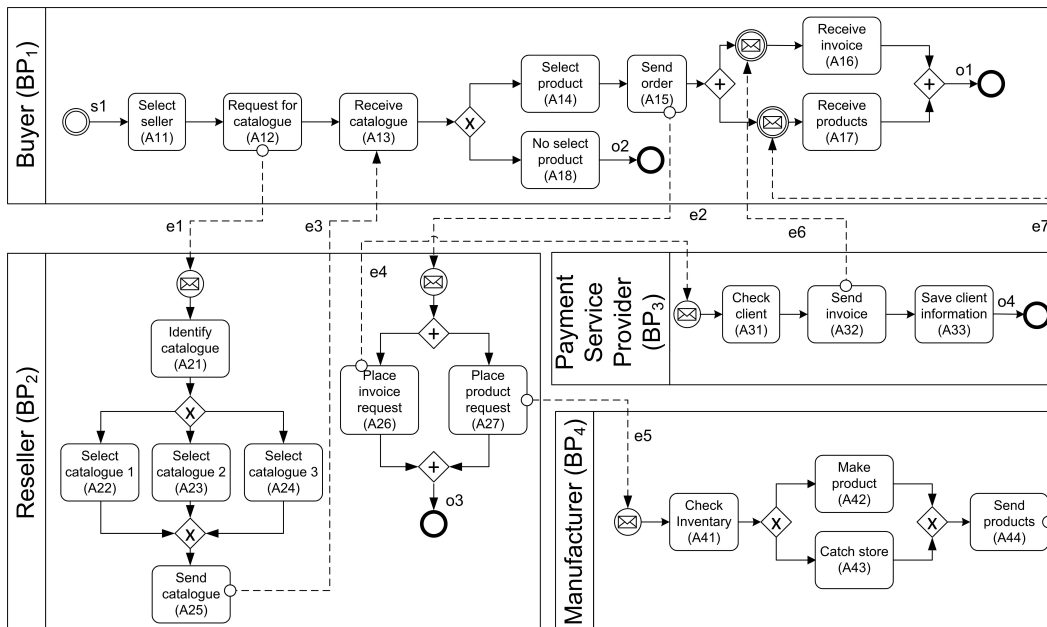 Buyer (BP1)
s1
Select
seller
(A11)
Request for
catalogue
(A12)
Receive
catalogue
(A13)
X
Select
product
(A14)
Send
order
(A15)
No select
product
(A18)
o2
+
Receive
invoice
(A16)
Receive
products
(A17)
+
o1
e1
e3
e2
e6
e7
Reseller (BP2)
Identify
catalogue
(A21)
X
Select
catalogue 1
(A22)
Select
catalogue 2
(A23)
Select
catalogue 3
(A24)
X
Send
catalogue
(A25)
e4
+
Place
invoice
request
(A26)
Place
product
request
(A27)
+
o3
Payment
Service
Provider
(BP3)
Check
client
(A31)
Send
invoice
(A32)
Save client
information
(A33)
o4
e5
Manufacturer (BP4)
Check
Inventary
(A41)
X
Make
product
(A42)
Catch store
(A43)
X
Send
products
(A44)